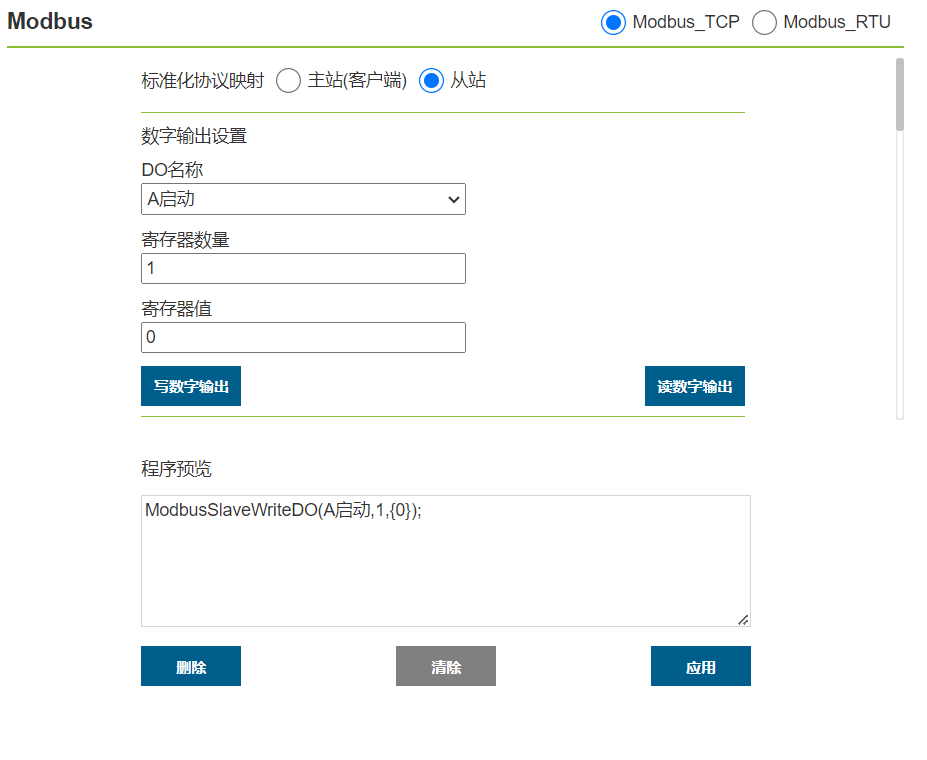 Modbus Modbus_TCP Modbus_RTU
标准化协议映射 主站(客户端) 从站
数字输出设置
DO名称
A启动
寄存器数量
1
寄存器值
0
写数字输出 读数字输出
程序预览
ModbusSlaveWriteDO(A启动,1,{0});
删除 清除 应用